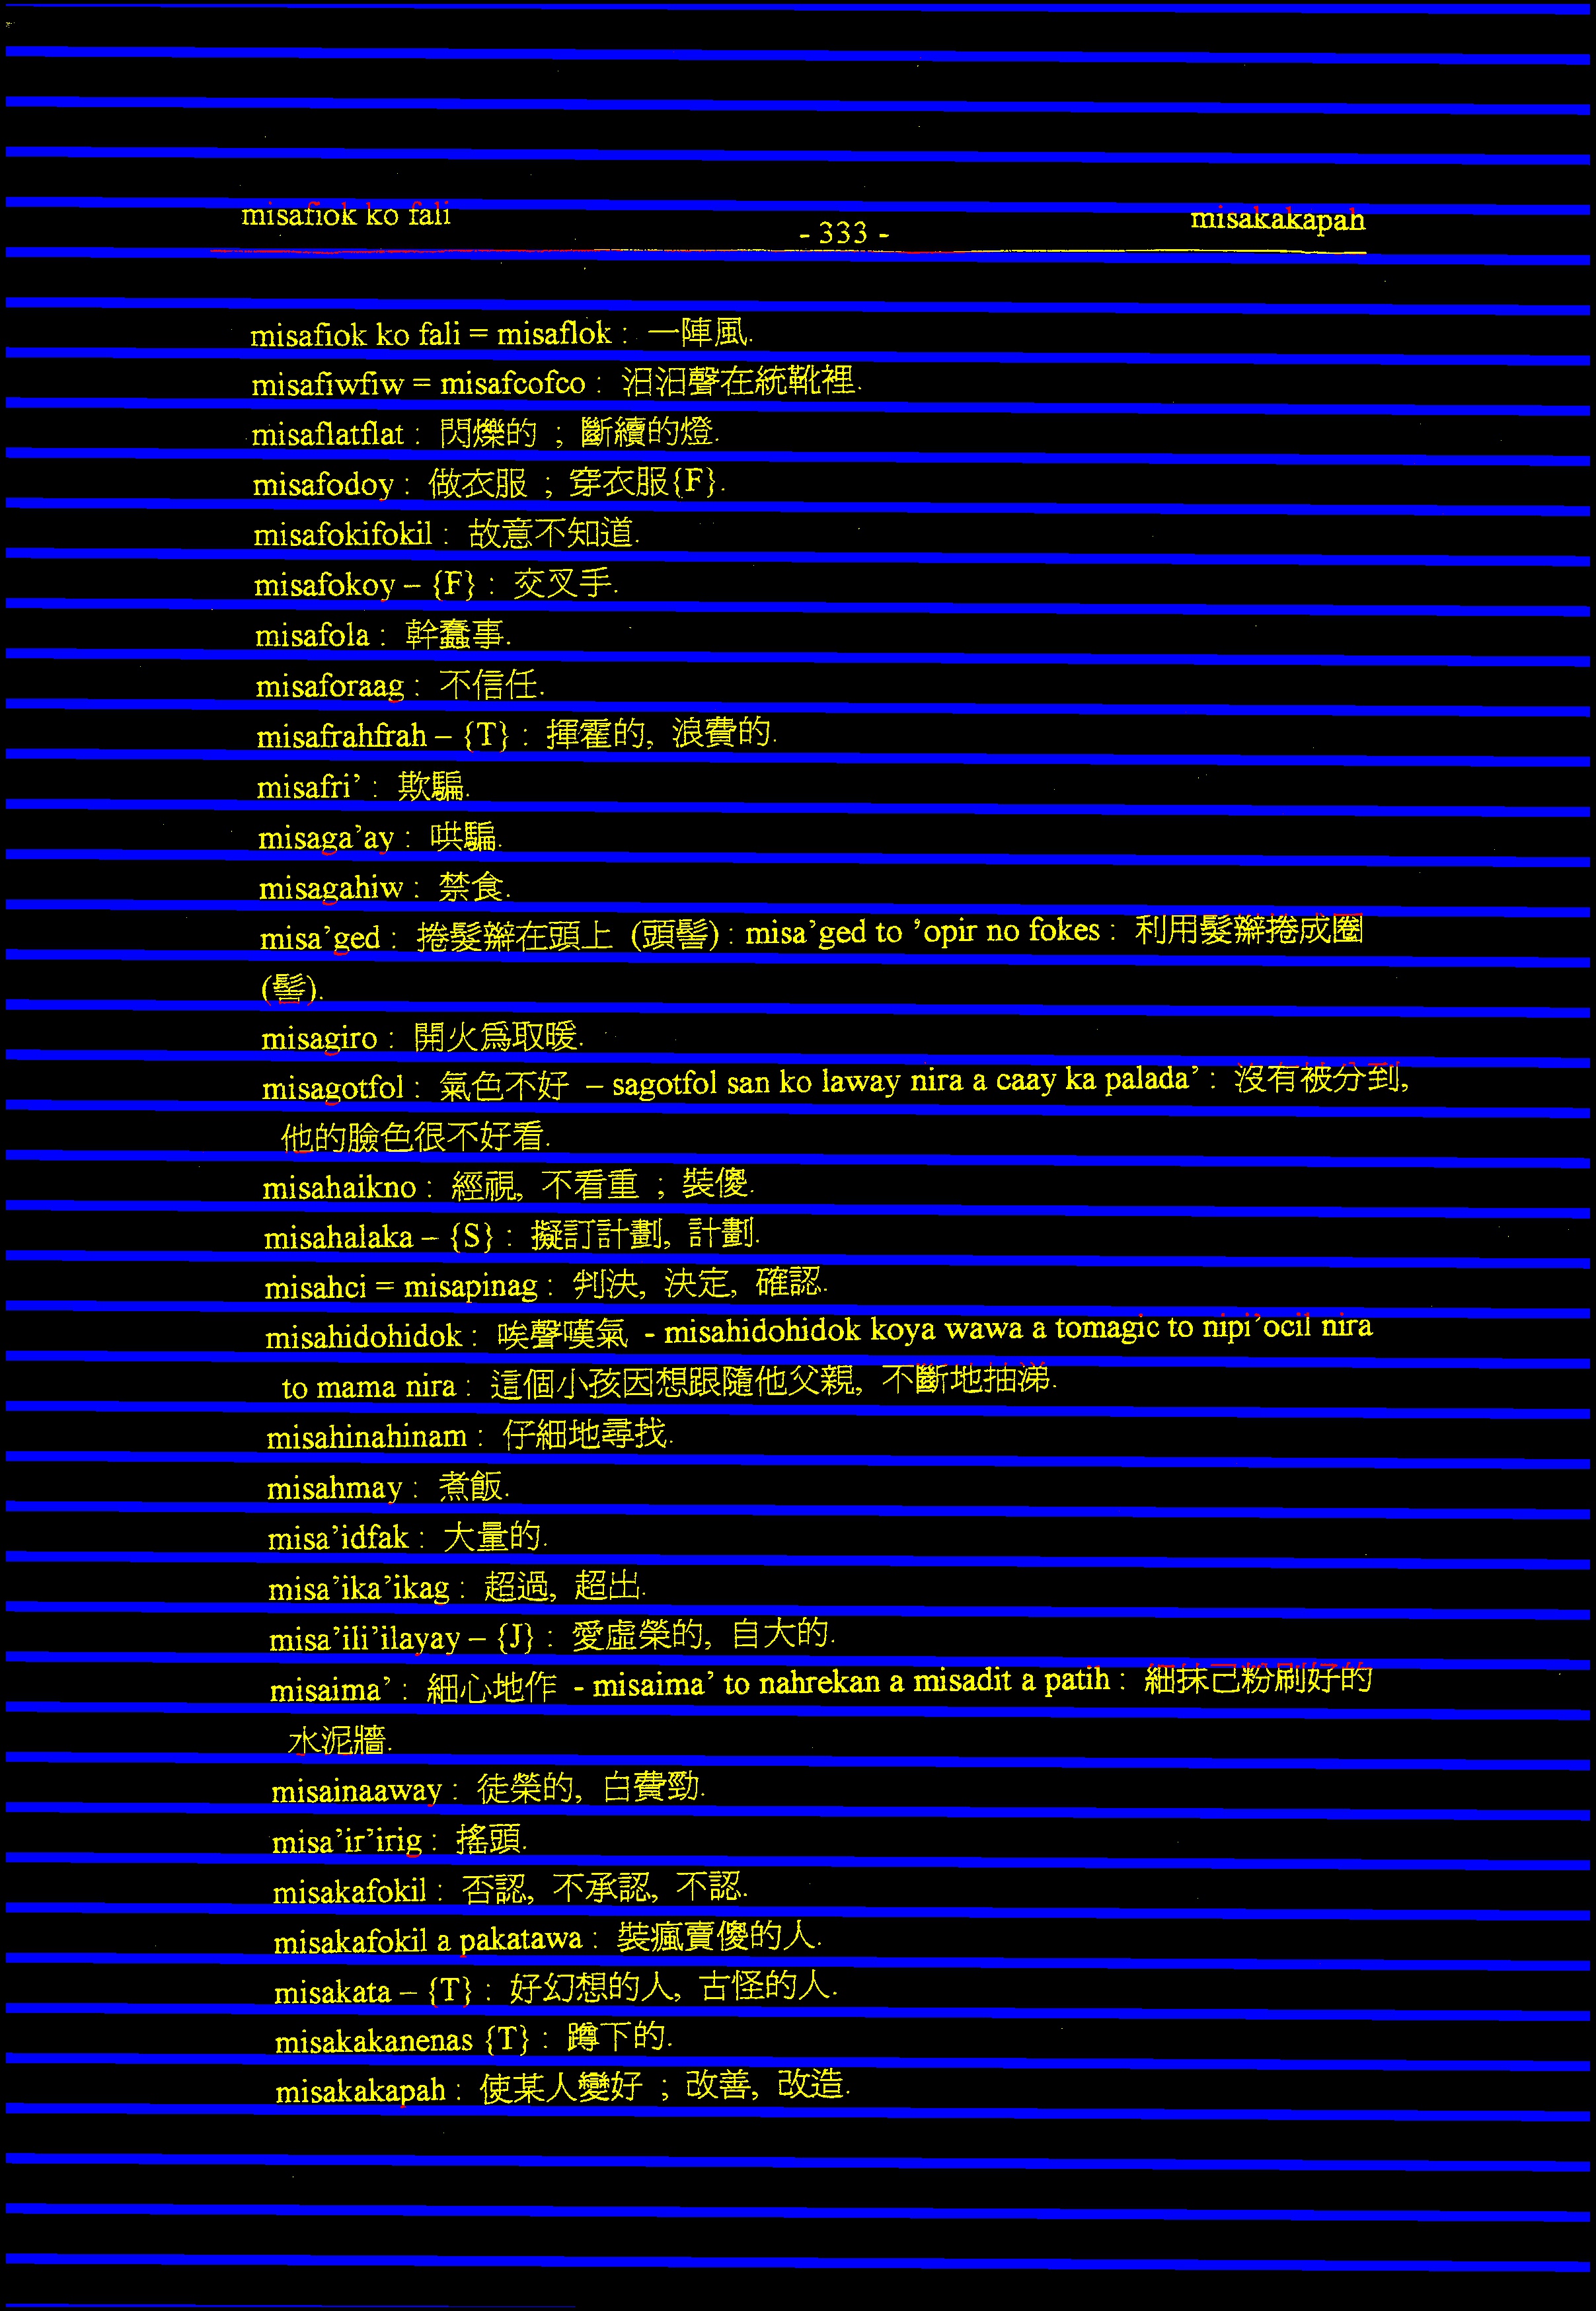 misafiok ko fali - 333 - misakakapah
misafiok ko fali = misaflok : 一陣風.
misafiwfiw = misafcofco : 汩汩聲在統靴裡.
misaflatflat : 閃爍的 ; 斷續的燈.
misafodoy : 做衣服 ; 穿衣服{F}.
misafokifokil : 故意不知道.
misafokoy – {F} : 交叉手.
misafola : 幹蠢事.
misaforaag : 不信任.
misafrahfrah – {T} : 揮霍的, 浪費的.
misafri’ : 欺騙.
misaga’ay : 哄騙.
misagahiw : 禁食.
misa’ged : 捲髮辮在頭上 (頭髻) : misa’ged to ’opir no fokes : 利用髮辮捲成圈
(髻).
misagiro : 開火爲取暖.
misagotfol : 氣色不好 – sagotfol san ko laway nira a caay ka palada’ : 沒有被分到,
他的臉色很不好看.
misahaikno : 經視, 不看重 ; 裝傻.
misahalaka – {S} : 擬訂計劃, 計劃.
misahci = misapinag : 判決, 決定, 確認.
misahidohidok : 唉聲嘆氣 - misahidohidok koya wawa a tomagic to nipi’ocil nira
to mama nira : 這個小孩因想跟隨他父親, 不斷地抽涕.
misahinahinam : 仔細地尋找.
misahmay : 煮飯.
misa’idfak : 大量的.
misa’ika’ikag : 超過, 超出.
misa’ili’ilayay – {J} : 愛虛榮的, 自大的.
misaima’ : 細心地作 - misaima’ to nahrekan a misadit a patih : 細抹己粉刷好的
水泥牆.
misainaaway : 徒榮的, 白費勁.
misa’ir’irig : 搖頭.
misakafokil : 否認, 不承認, 不認.
misakafokil a pakatawa : 裝瘋賣傻的人.
misakata – {T} : 好幻想的人, 古怪的人.
misakakanenas {T} : 蹲下的.
misakakapah : 使某人變好 ; 改善, 改造.